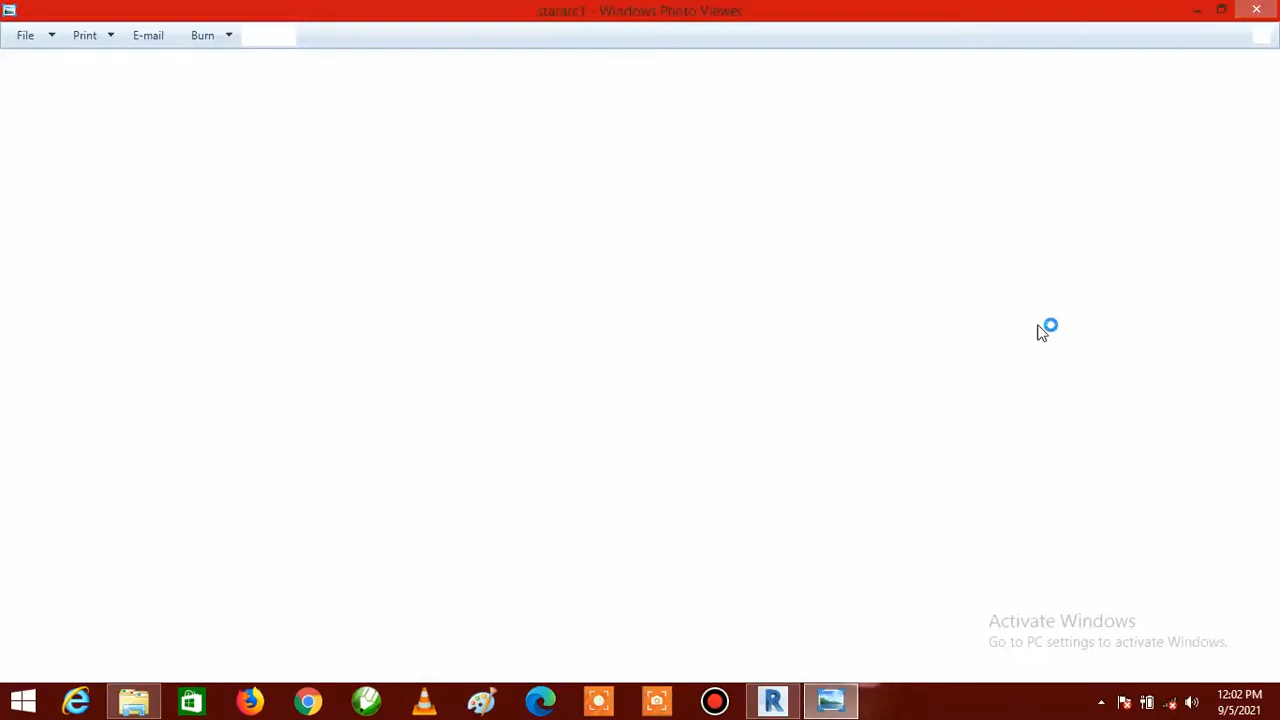 stararc1 - Windows Photo Viewer
File Print E-mail Burn
Activate Windows
Go to PC settings to activate Windows.
12:02 PM
9/5/2021